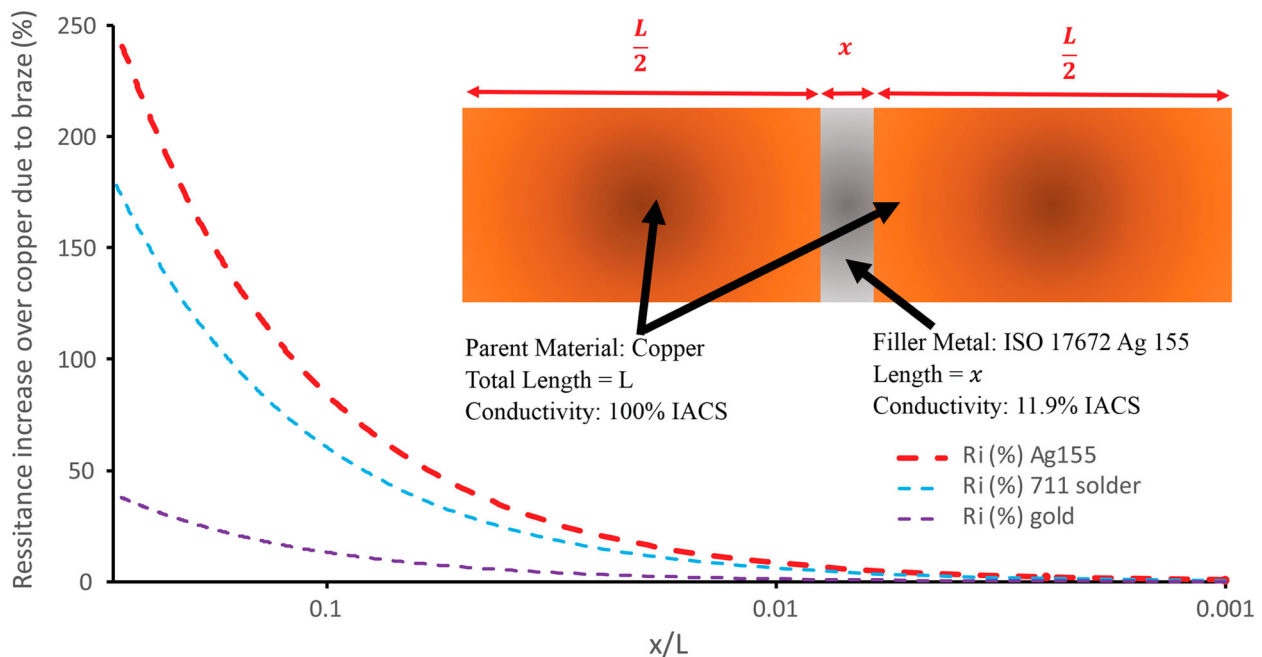 Ressitance increase over copper due to braze (%)
250
200
150
100
50
0
L
2
x
L
2
Parent Material: Copper
Total Length = L
Conductivity: 100% IACS
Filler Metal: ISO 17672 Ag 155
Length = x
Conductivity: 11.9% IACS
Ri (%) Ag155
Ri (%) 711 solder
Ri (%) gold
0.1
0.01
0.001
x/L